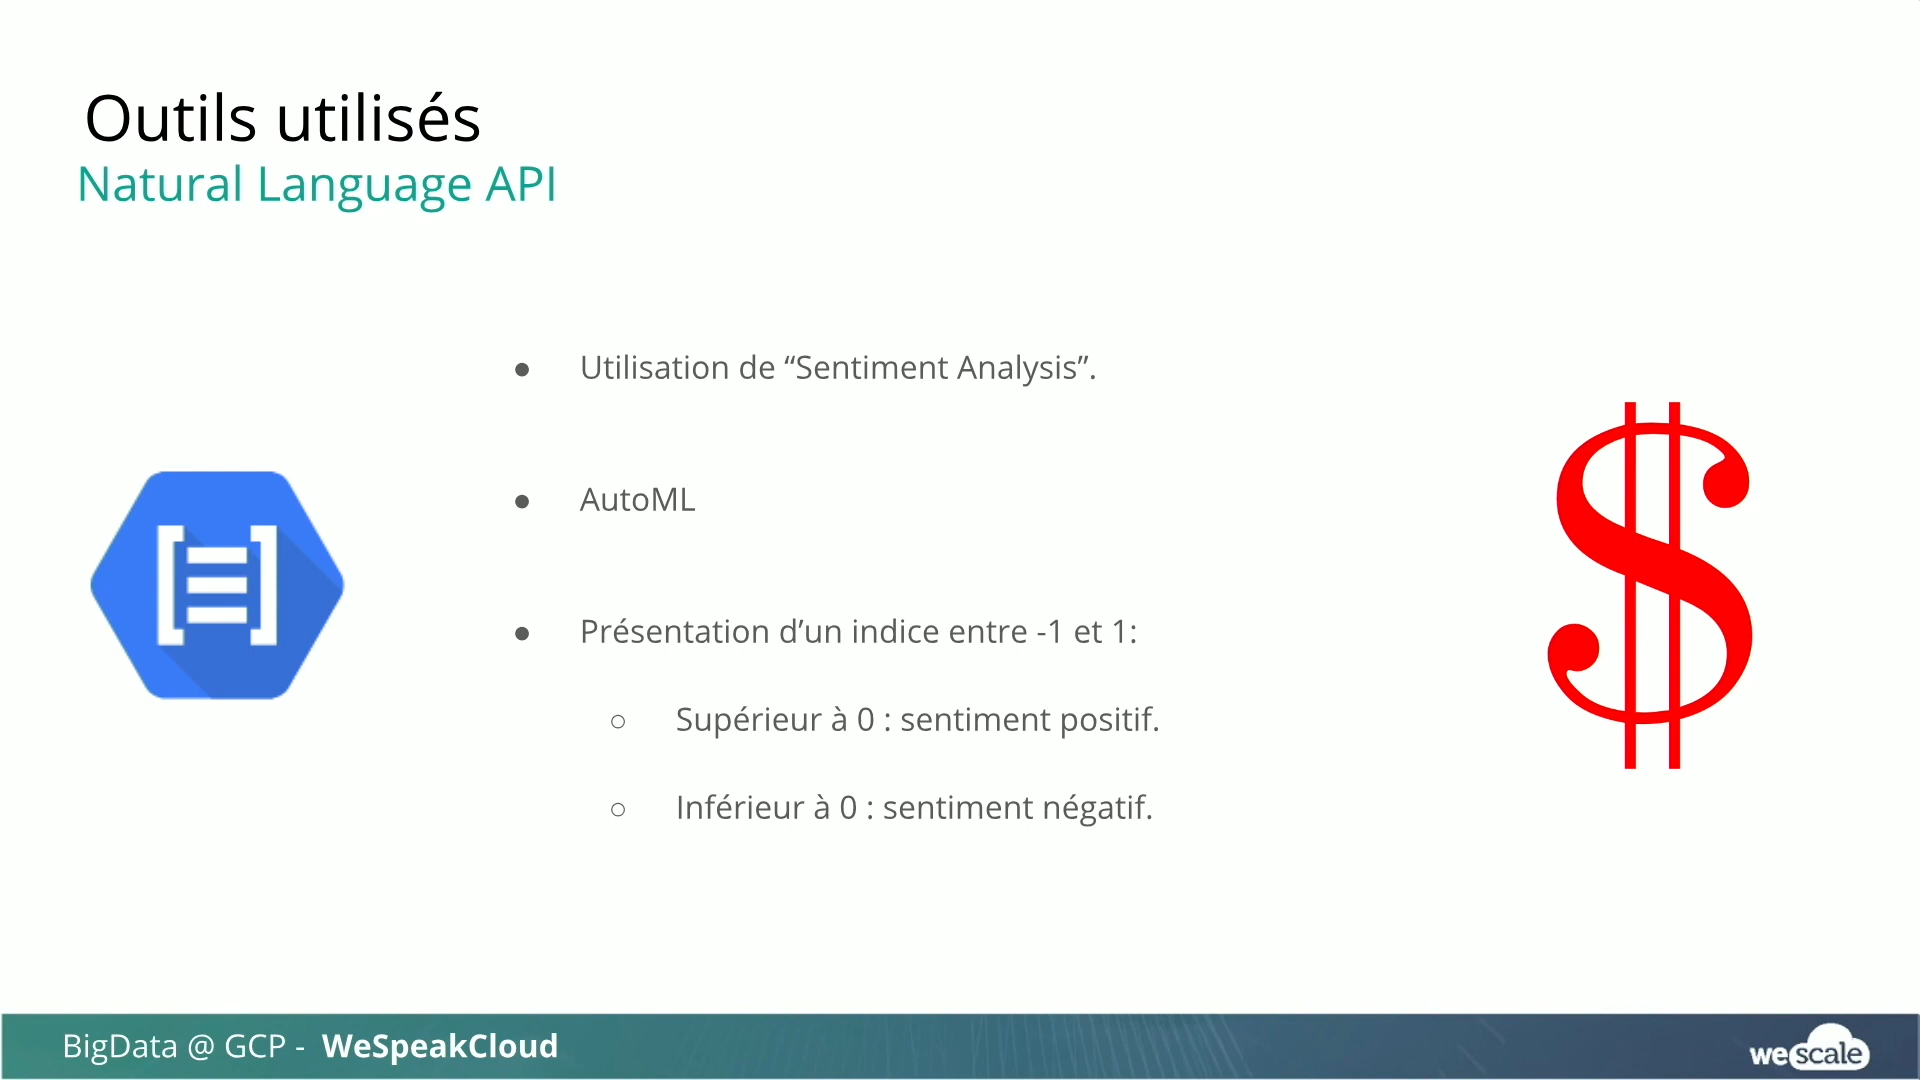 Outils utilisés
Natural Language API
● Utilisation de “Sentiment Analysis”.
● AutoML
● Présentation d’un indice entre -1 et 1:
○ Supérieur à 0 : sentiment positif.
○ Inférieur à 0 : sentiment négatif.
$
BigData @ GCP - WeSpeakCloud
wescale